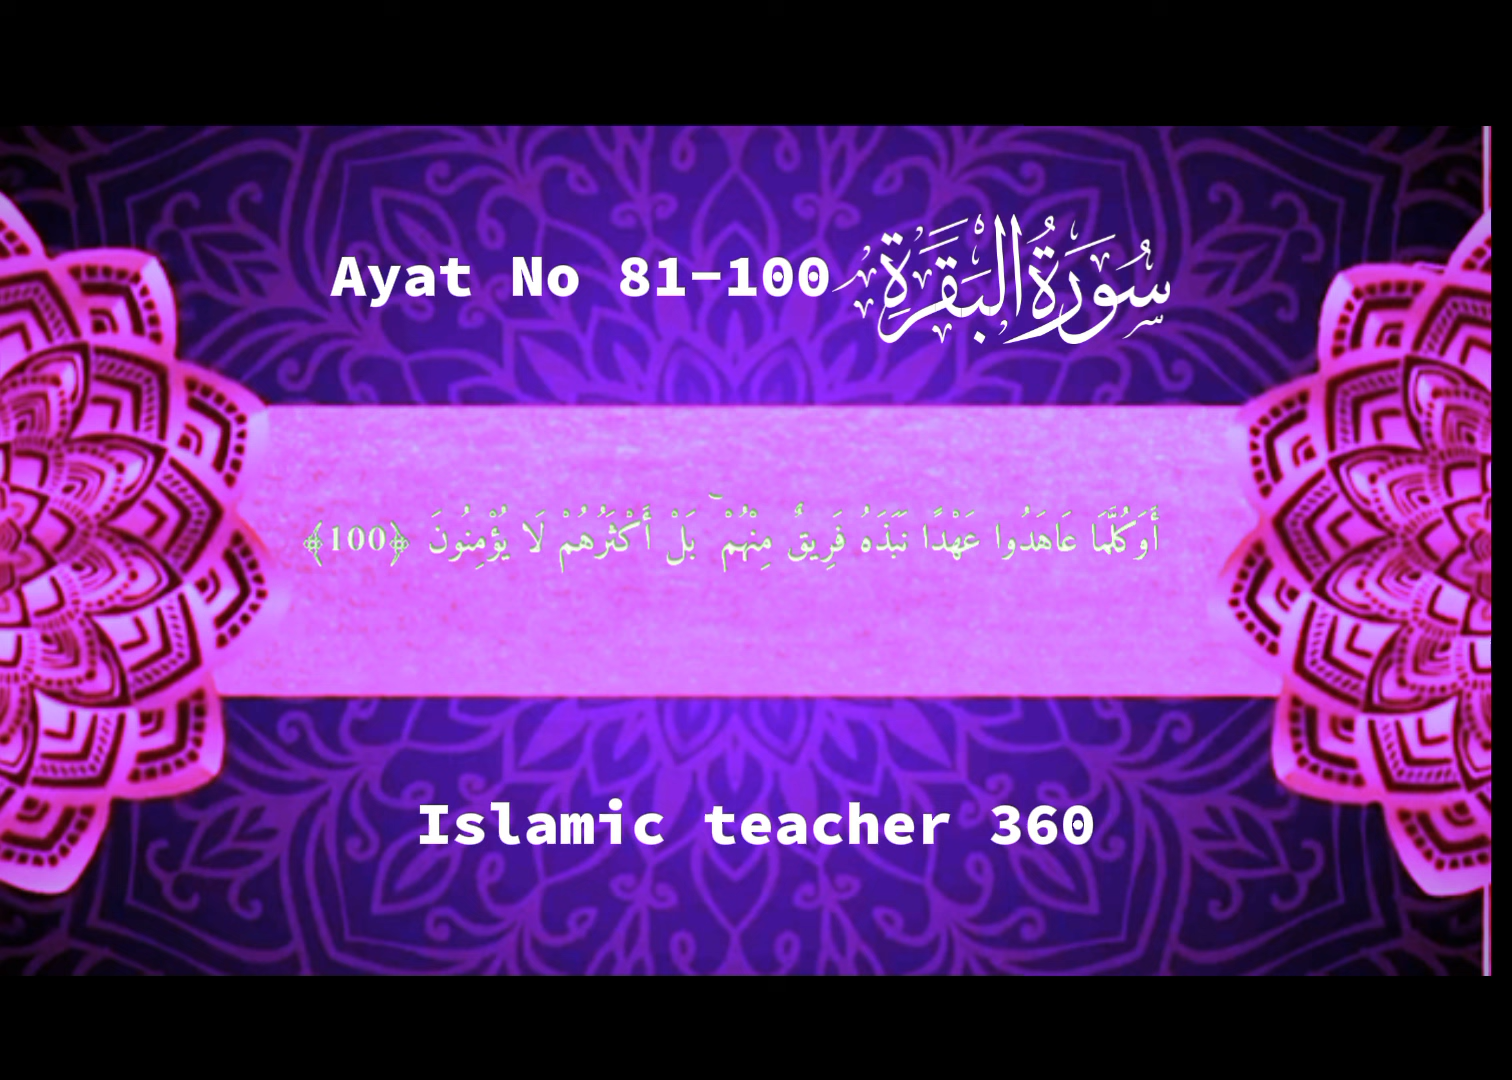 Ayat No 81-100 سُورَةُ البَقَرَةِ
أَوَكُلَّمَا عَاهَدُوا عَهْدًا نَبَذَهُ فَرِيقٌ مِنْهُمْ ۚ بَلْ أَكْثَرُهُمْ لَا يُؤْمِنُونَ ﴿100﴾
Islamic teacher 360